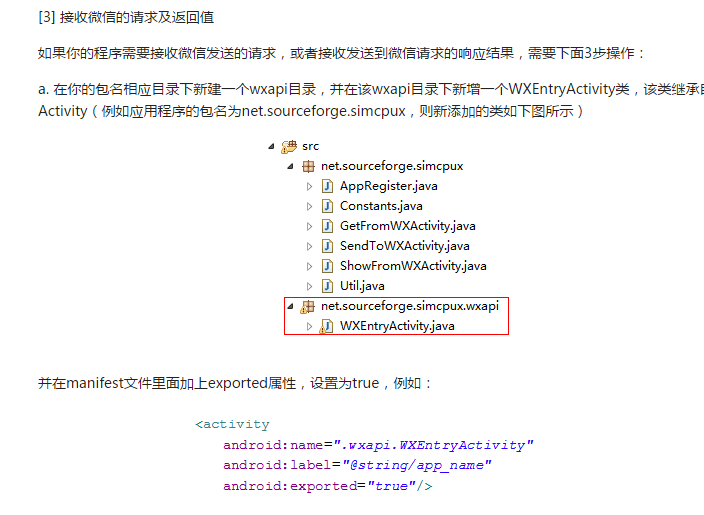 [3] 接收微信的请求及返回值
如果你的程序需要接收微信发送的请求，或者接收发送到微信请求的响应结果，需要下面3步操作：
a. 在你的包名相应目录下新建一个wxapi目录，并在该wxapi目录下新增一个WXEntryActivity类，该类继承自
Activity（例如应用程序的包名为net.sourceforge.simcpux，则新添加的类如下图所示）
src
net.sourceforge.simcpux
AppRegister.java
Constants.java
GetFromWXActivity.java
SendToWXActivity.java
ShowFromWXActivity.java
Util.java
net.sourceforge.simcpux.wxapi
WXEntryActivity.java
并在manifest文件里面加上exported属性，设置为true，例如：
<activity
android:name=".wxapi.WXEntryActivity"
android:label="@string/app_name"
android:exported="true"/>